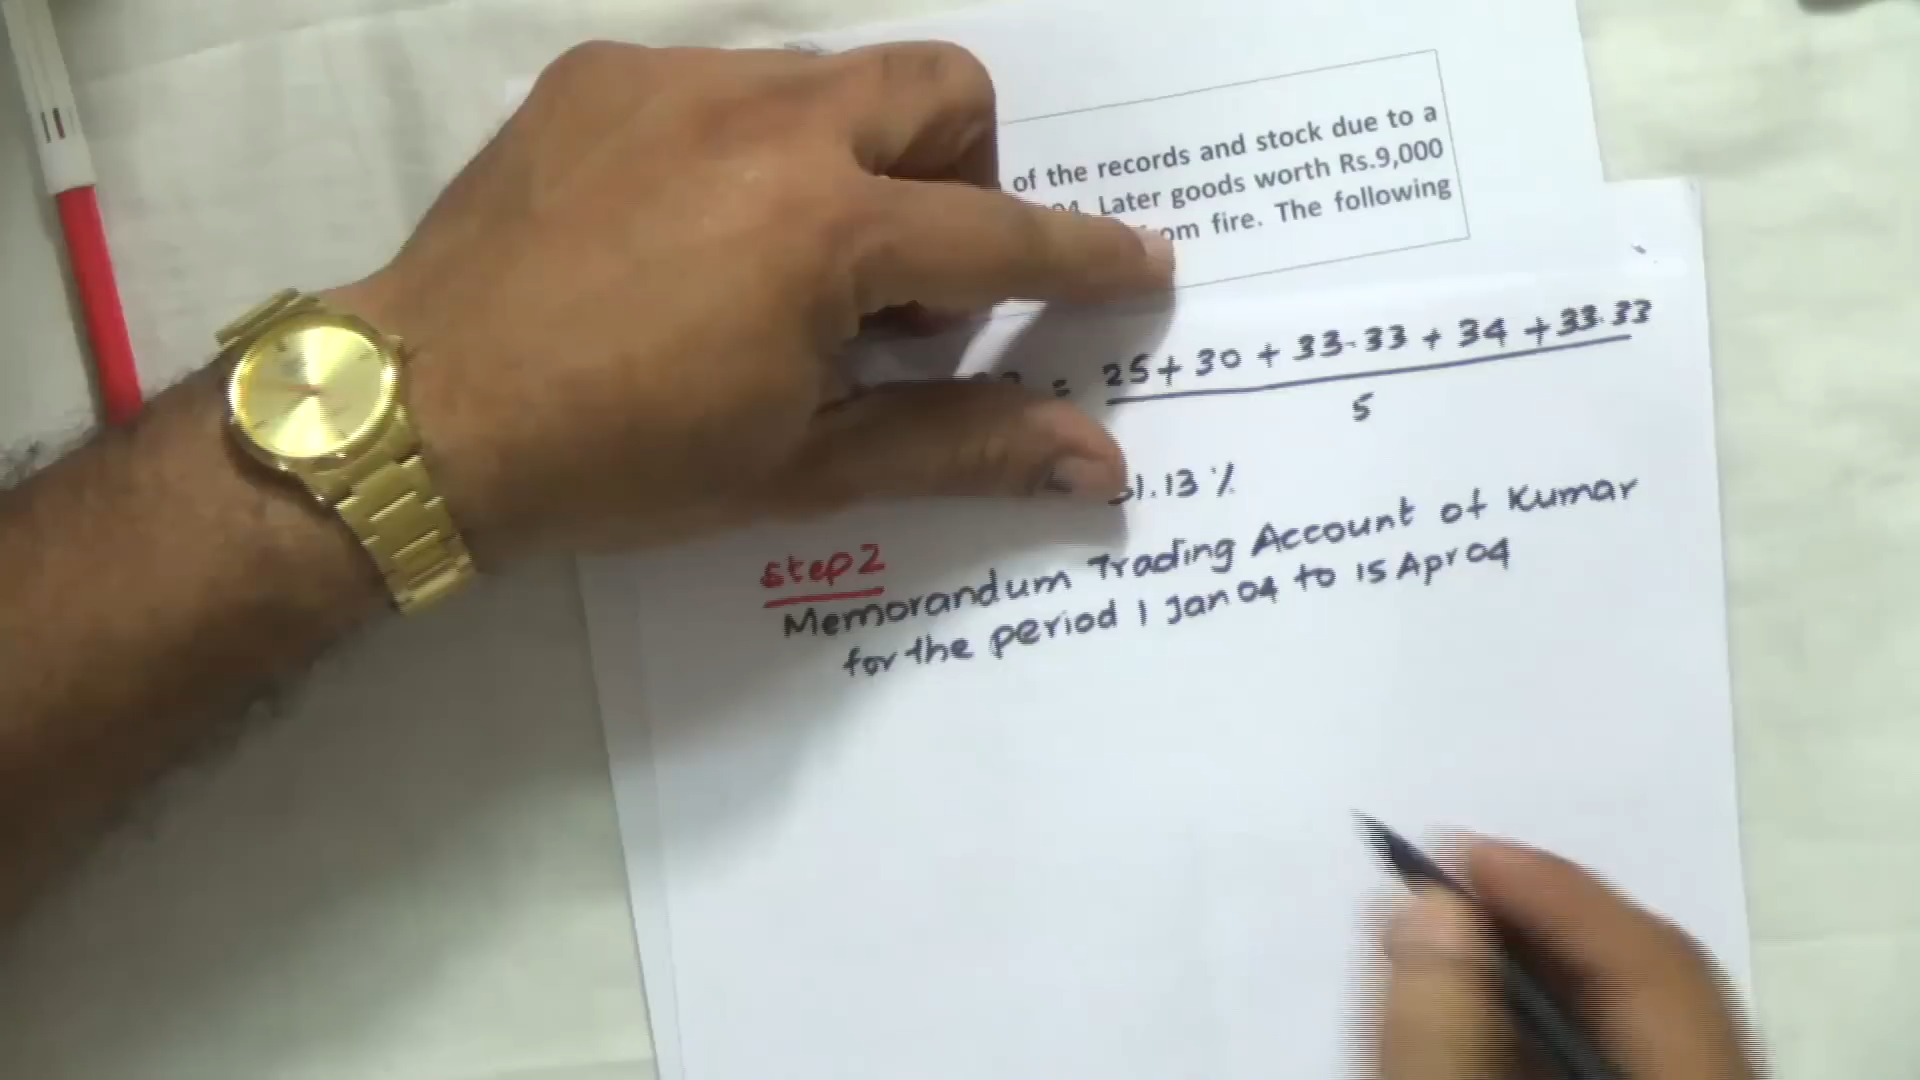 of the records and stock due to a
Later goods worth Rs.9,000
fire. The following
= 25 + 30 + 33.33 + 34 + 33.33
5
.13 %
Step 2
Memorandum Trading Account of Kumar
for the period 1 Jan 04 to 15 Apr 04